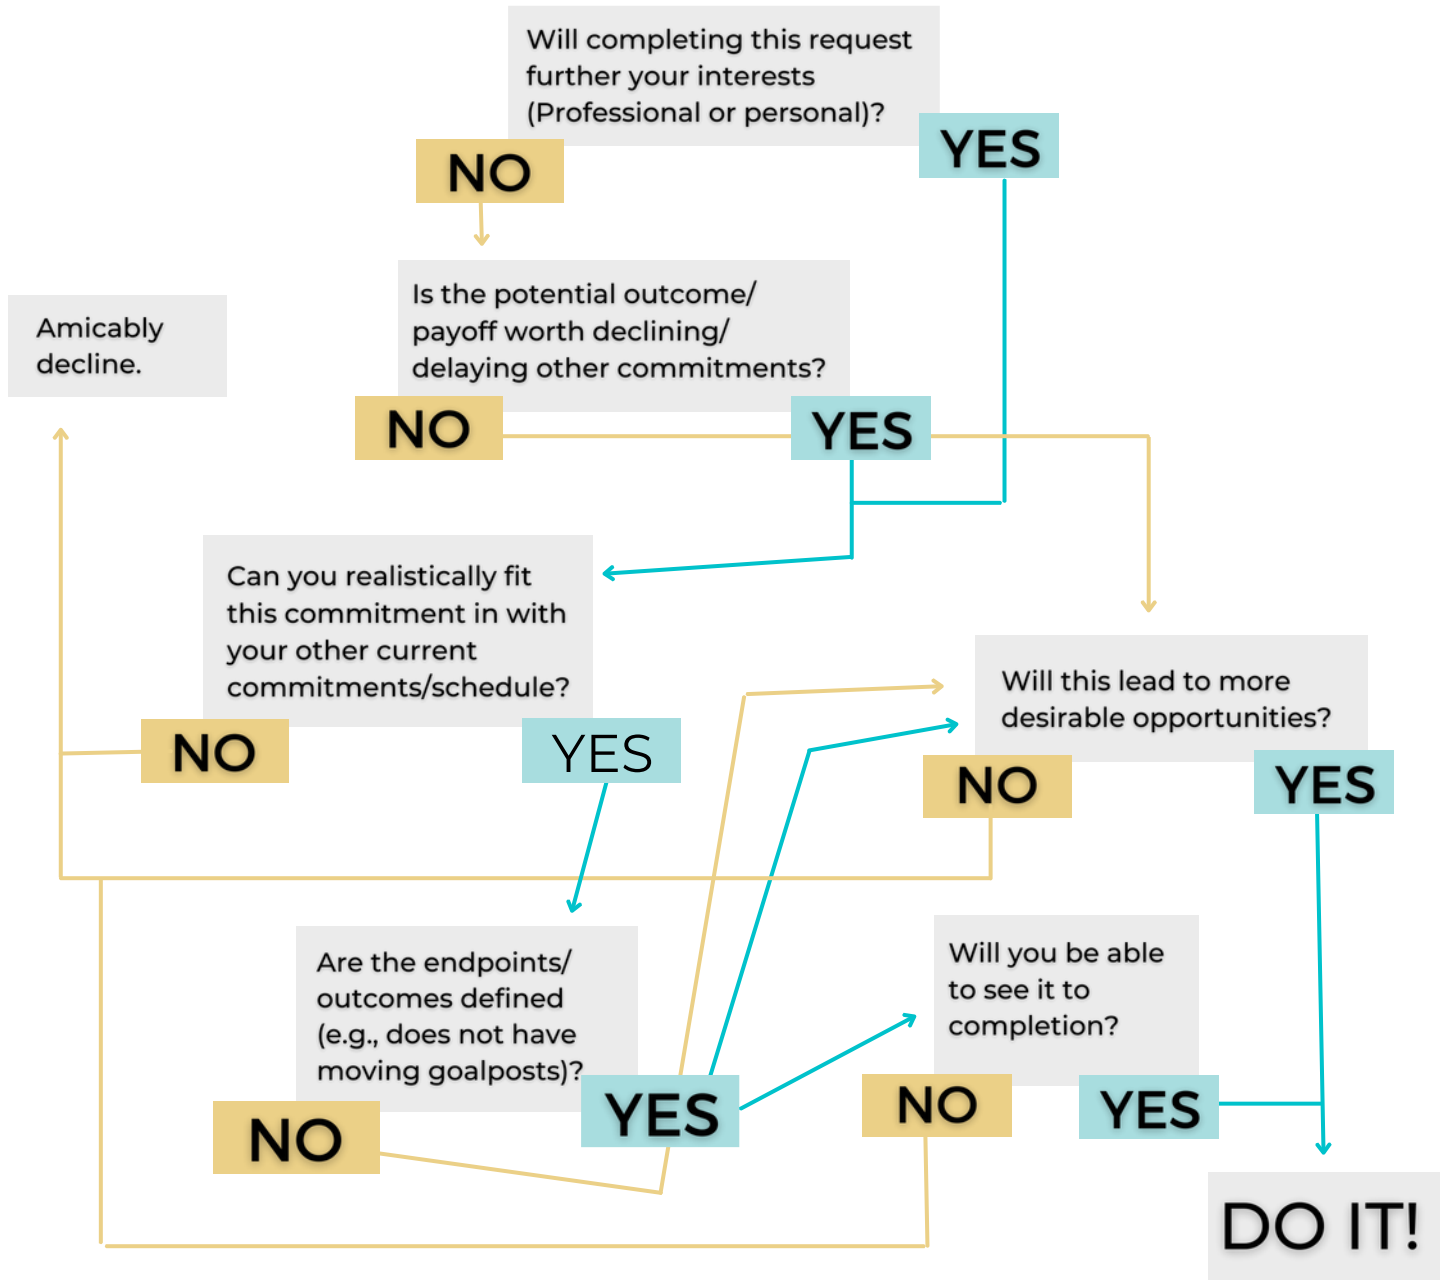 Will completing this request
further your interests
(Professional or personal)?
NO
YES
Is the potential outcome/
payoff worth declining/
delaying other commitments?
NO
YES
Amicably
decline.
Can you realistically fit
this commitment in with
your other current
commitments/schedule?
NO
YES
Will this lead to more
desirable opportunities?
NO
YES
Are the endpoints/
outcomes defined
(e.g., does not have
moving goalposts)?
NO
YES
Will you be able
to see it to
completion?
NO
YES
DO IT!